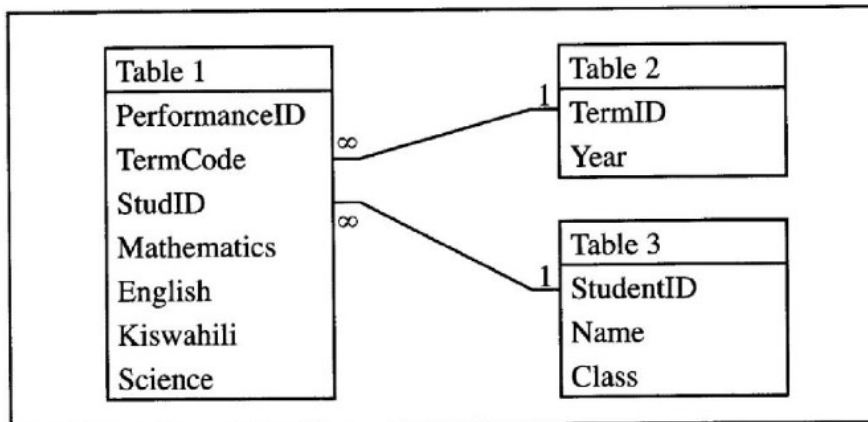 Table 1
PerformanceID
TermCode
StudID
Mathematics
English
Kiswahili
Science
∞
∞
1
Table 2
TermID
Year
1
Table 3
StudentID
Name
Class